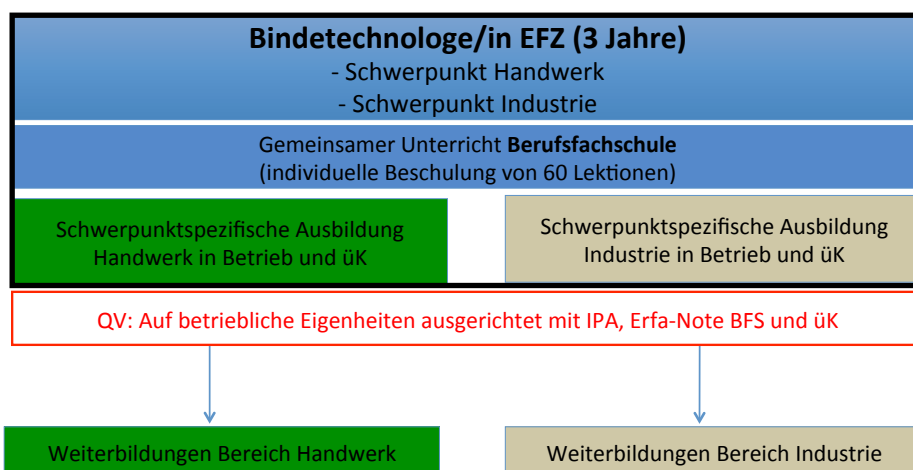 Bindetechnologe/in EFZ (3 Jahre)
- Schwerpunkt Handwerk
- Schwerpunkt Industrie
Gemeinsamer Unterricht Berufsfachschule
(individuelle Beschulung von 60 Lektionen)
Schwerpunktspezifische Ausbildung
Handwerk in Betrieb und üK
Schwerpunktspezifische Ausbildung
Industrie in Betrieb und üK
QV: Auf betriebliche Eigenheiten ausgerichtet mit IPA, Erfa-Note BFS und üK
Weiterbildungen Bereich Handwerk
Weiterbildungen Bereich Industrie